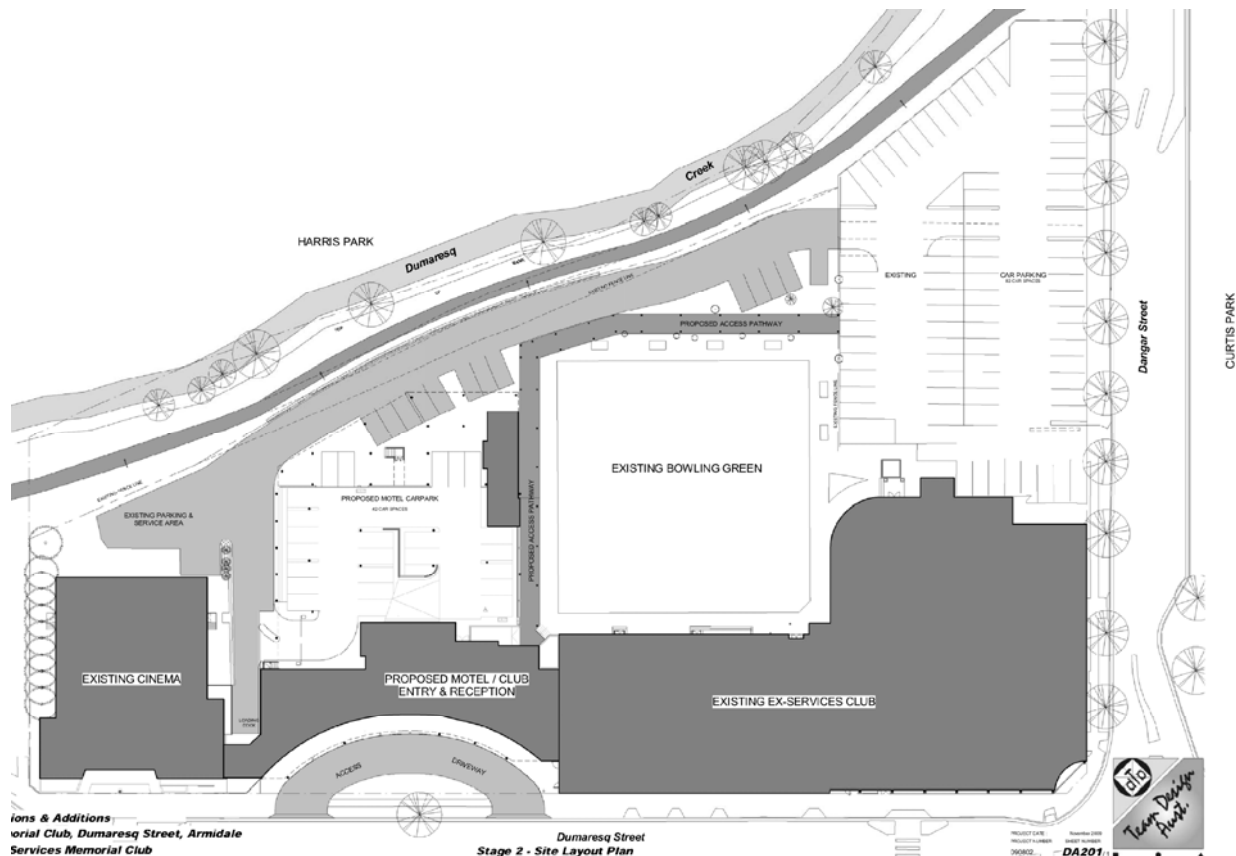 HARRIS PARK
Dumaresq
Creek
EXISTING
CAR PARKING
Dangar Street
CURTIS PARK
PROPOSED ACCESS PATHWAY
EXISTING BOWLING GREEN
PROPOSED ACCESS PATHWAY
PROPOSED MOTEL CARPARK
EXISTING PARKING &
SERVICE AREA
EXISTING CINEMA
PROPOSED MOTEL / CLUB
ENTRY & RECEPTION
EXISTING EX-SERVICES CLUB
ACCESS
DRIVEWAY
ions & Additions
orial Club, Dumaresq Street, Armidale
Services Memorial Club
Dumaresq Street
Stage 2 - Site Layout Plan
PROJECT DATE:
November 2009
PROJECT NUMBER:
SHEET NUMBER:
DA201
Team Design
Aust.